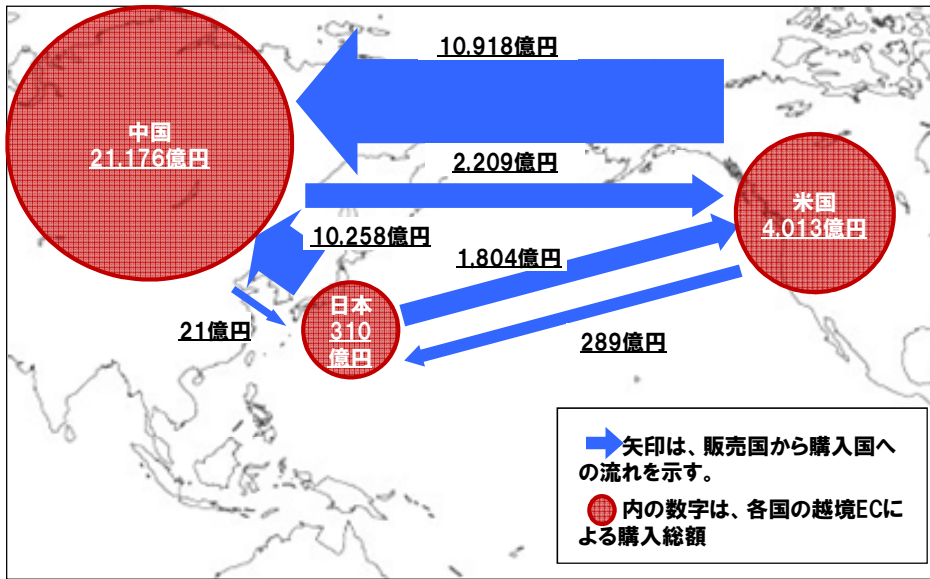 10,918億円
中国
21,176億円
2,209億円
米国
4,013億円
10,258億円
1,804億円
日本
310
億円
21億円
289億円
矢印は、販売国から購入国へ
の流れを示す。
内の数字は、各国の越境ECに
よる購入総額